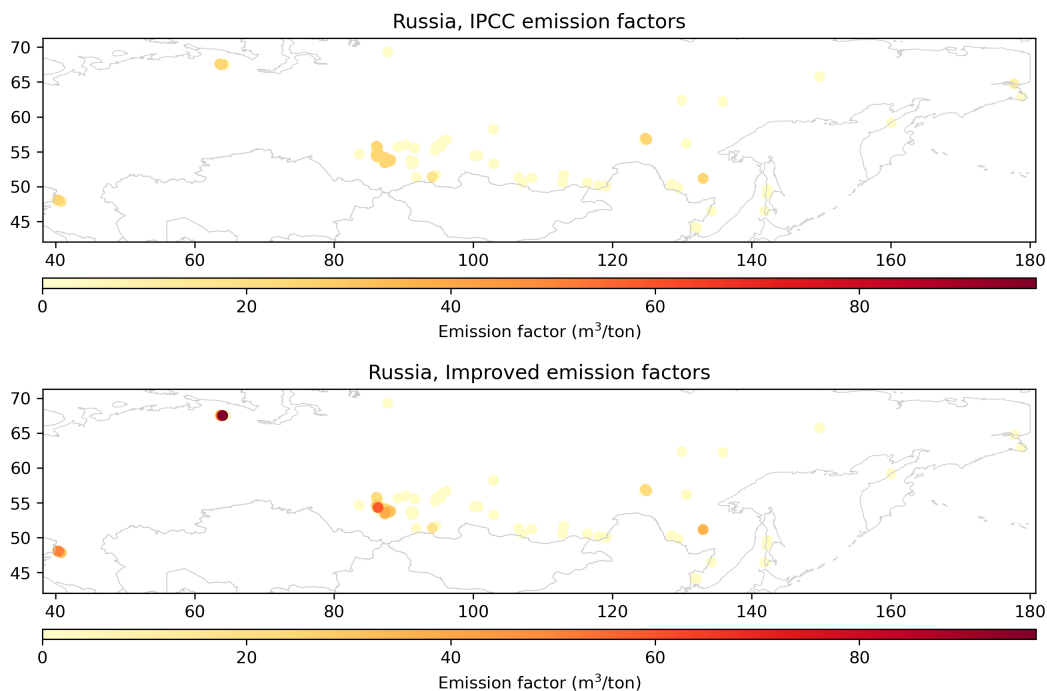 Russia, IPCC emission factors
70
65
60
55
50
45
40 60 80 100 120 140 160 180
0 20 40 60 80
Emission factor (m³/ton)
Russia, Improved emission factors
70
65
60
55
50
45
40 60 80 100 120 140 160 180
0 20 40 60 80
Emission factor (m³/ton)